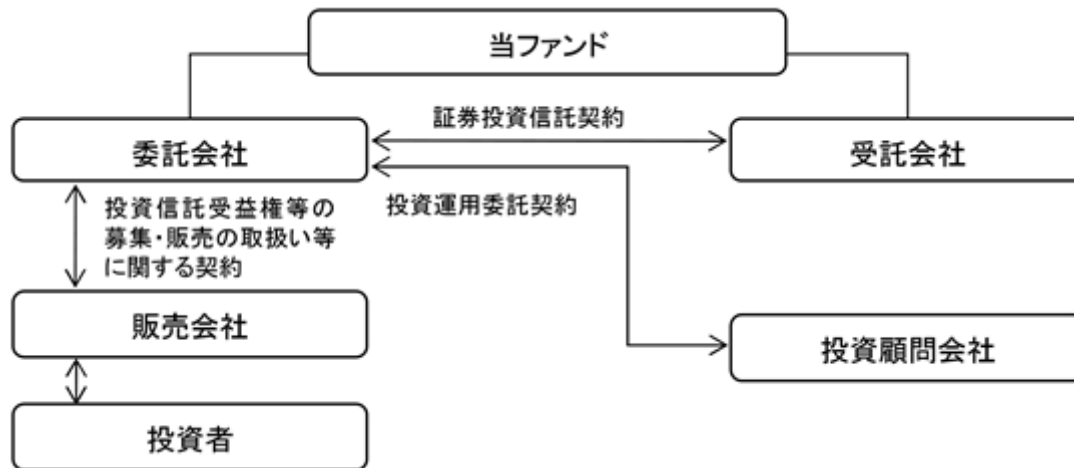 当ファンド
証券投資信託契約
委託会社
受託会社
投資運用委託契約
投資信託受益権等の
募集・販売の取扱い等
に関する契約
販売会社
投資顧問会社
投資者